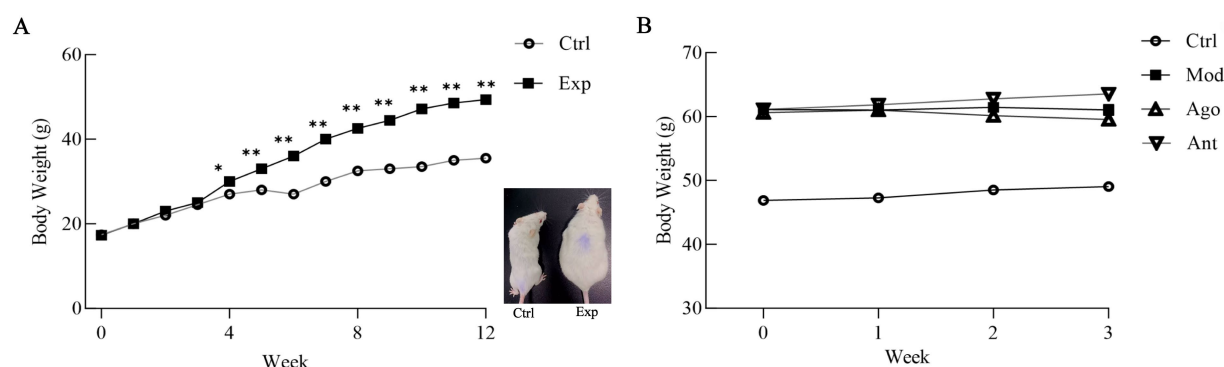 A
60
40
20
0
Body Weight (g)
0 4 8 12
Week
Ctrl
Exp
* ** ** ** ** ** ** ** **
Ctrl Exp
B
70
60
50
40
30
Body Weight (g)
0 1 2 3
Week
Ctrl
Mod
Ago
Ant